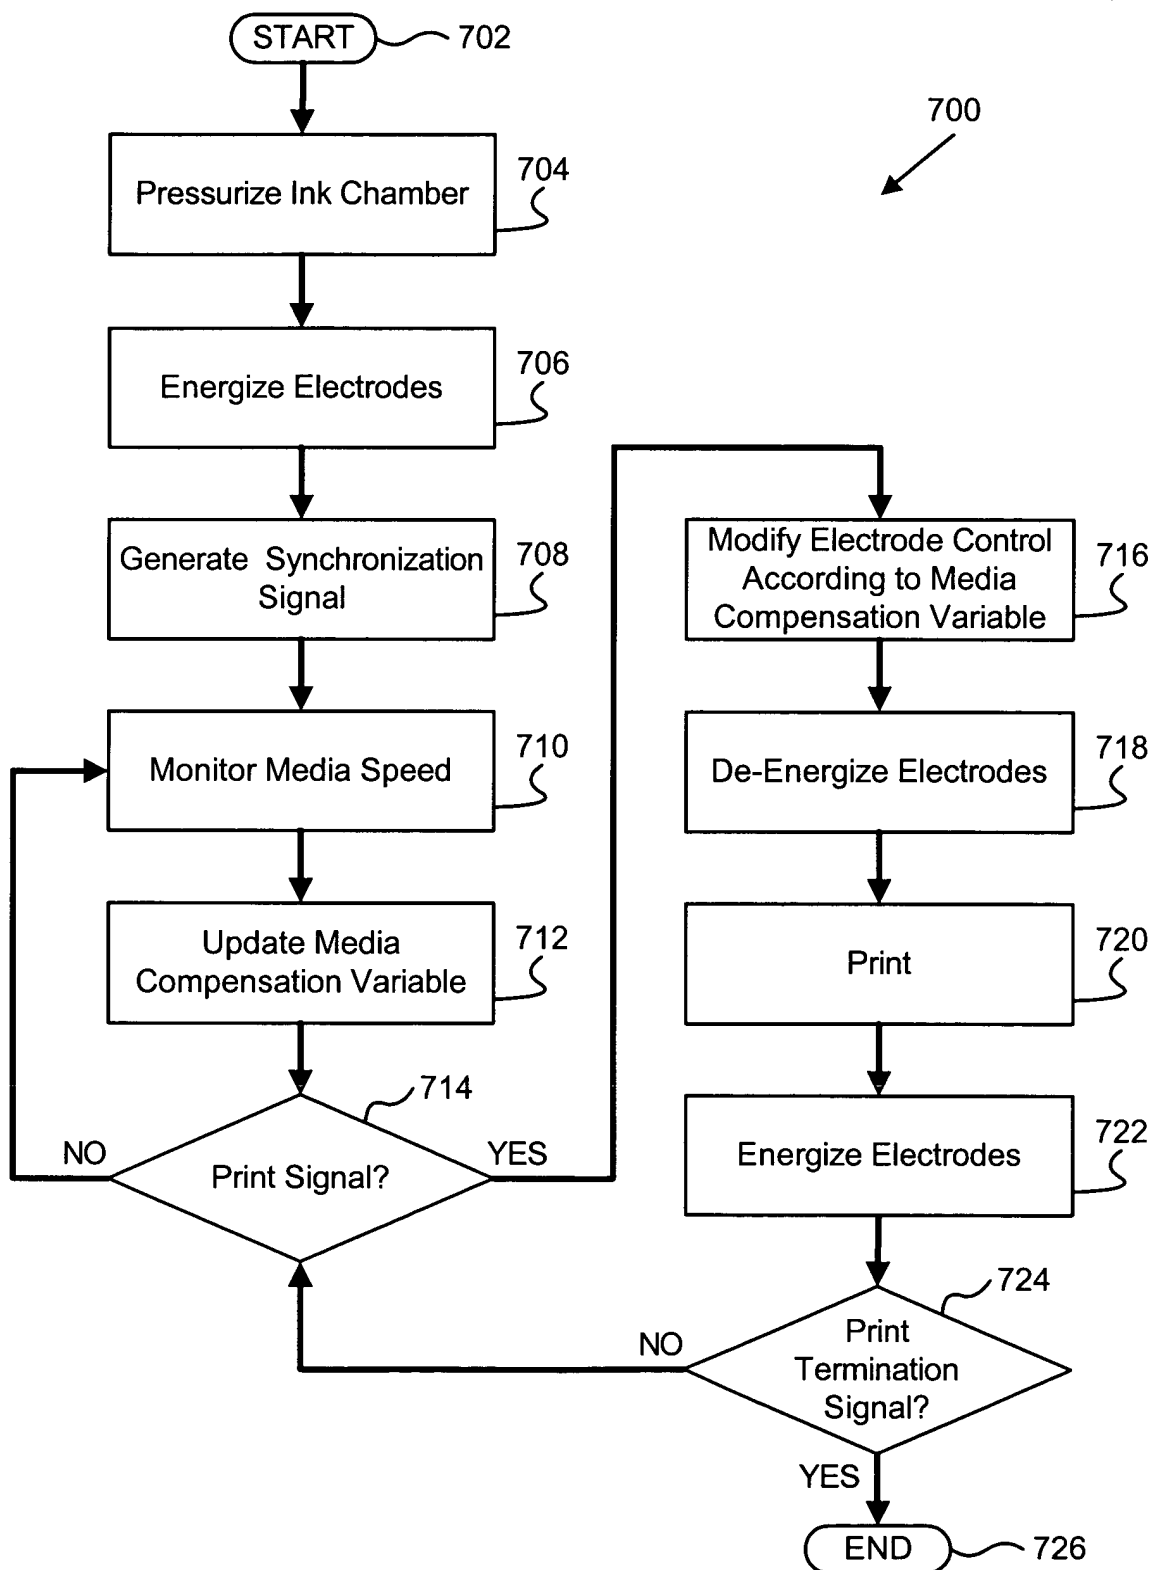 START
702
700
Pressurize Ink Chamber
704
Energize Electrodes
706
Generate Synchronization
Signal
708
Monitor Media Speed
710
Update Media
Compensation Variable
712
Print Signal?
714
NO
YES
Modify Electrode Control
According to Media
Compensation Variable
716
De-Energize Electrodes
718
Print
720
Energize Electrodes
722
Print
Termination
Signal?
724
NO
YES
END
726